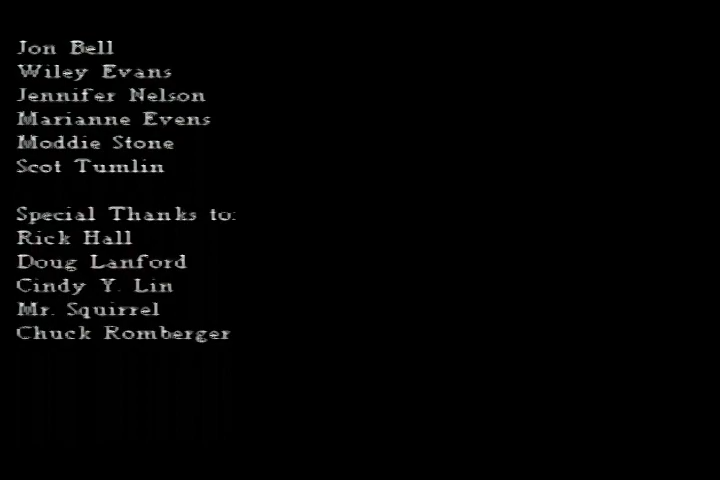 Jon Bell
Wiley Evans
Jennifer Nelson
Marianne Evens
Moddie Stone
Scot Tumlin
Special Thanks to:
Rick Hall
Doug Lanford
Cindy Y. Lin
Mr. Squirrel
Chuck Romberger